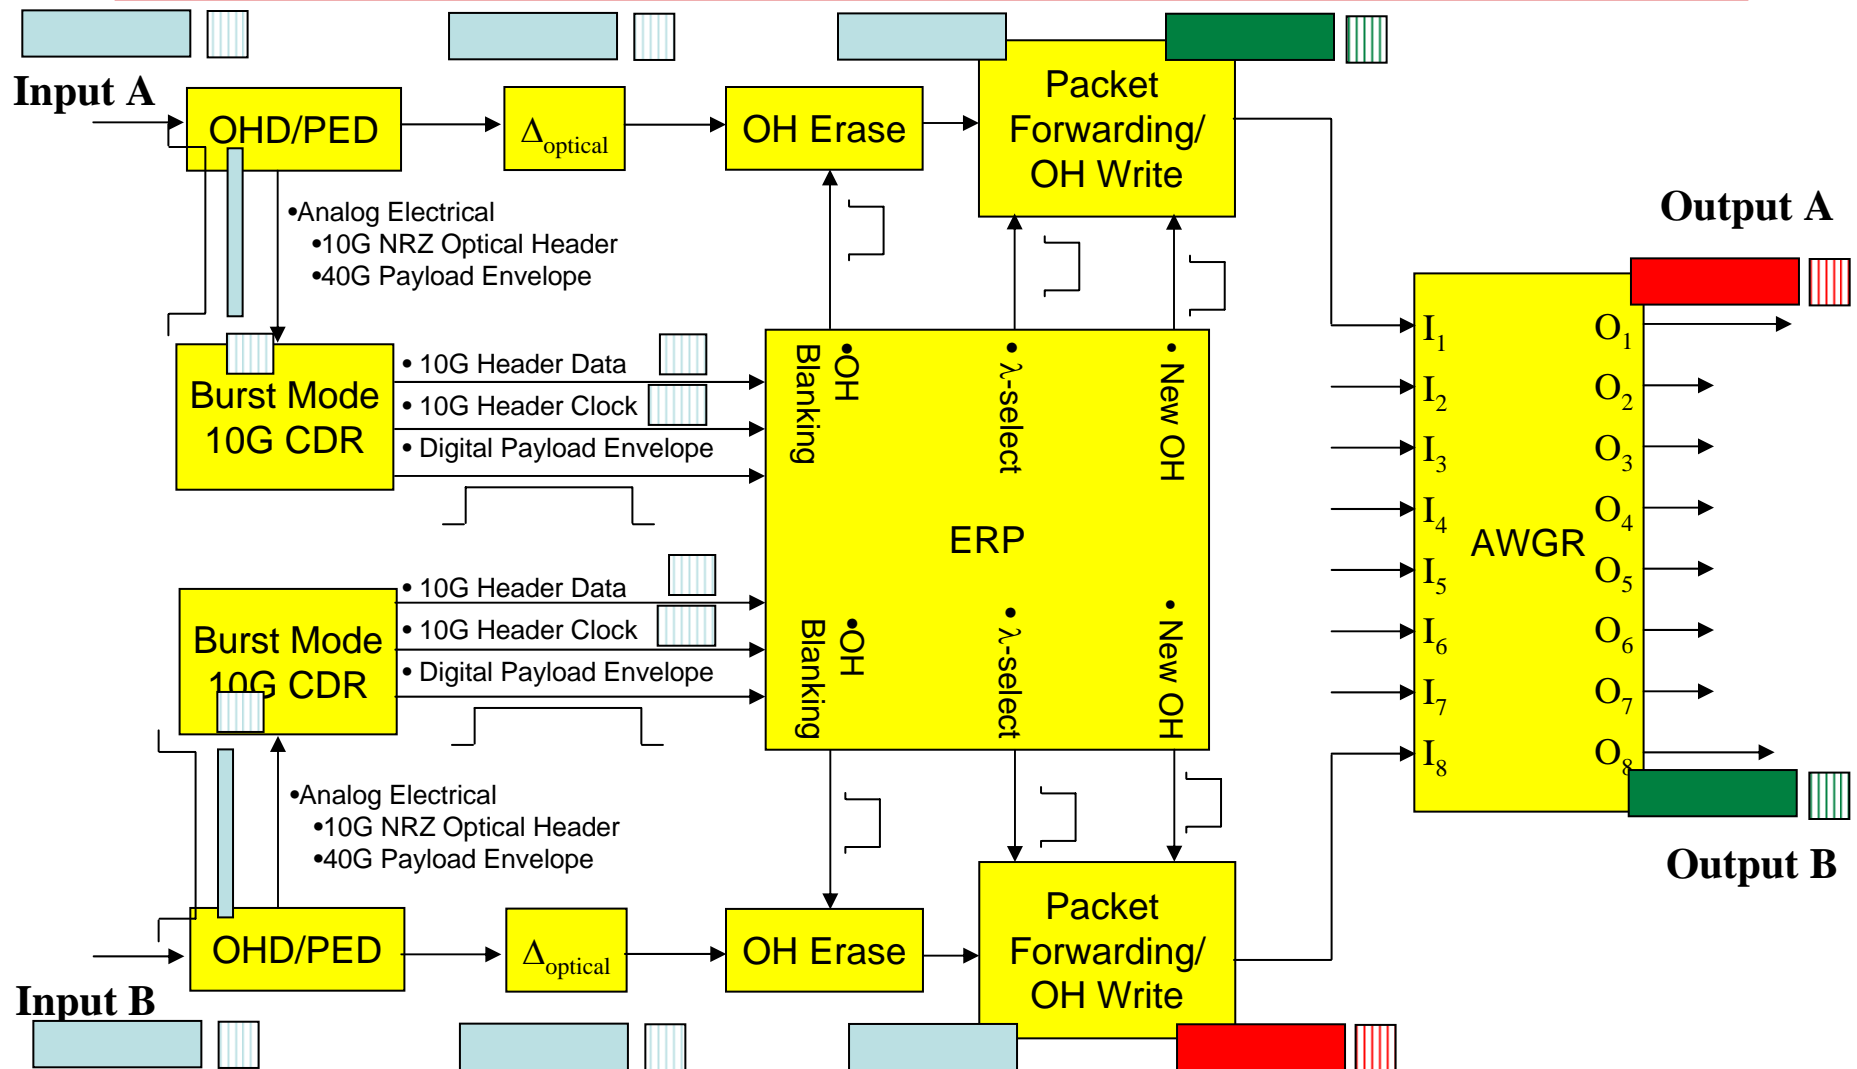 Input A
OHD/PED
Δoptical
OH Erase
Packet
Forwarding/
OH Write
•Analog Electrical
•10G NRZ Optical Header
•40G Payload Envelope
Output A
Burst Mode
10G CDR
• 10G Header Data
• 10G Header Clock
• Digital Payload Envelope
•OH
Blanking
• λ-select
• New OH
ERP
I1
I2
I3
I4
I5
I6
I7
I8
AWGR
O1
O2
O3
O4
O5
O6
O7
O8
Burst Mode
10G CDR
• 10G Header Data
• 10G Header Clock
• Digital Payload Envelope
•OH
Blanking
• λ-select
• New OH
•Analog Electrical
•10G NRZ Optical Header
•40G Payload Envelope
Output B
Input B
OHD/PED
Δoptical
OH Erase
Packet
Forwarding/
OH Write